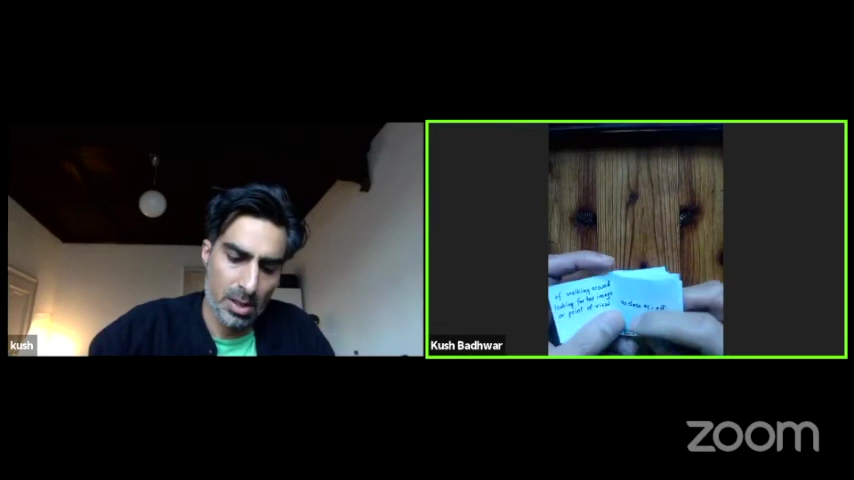 kush
Kush Badhwar
of walking around
looking for her image
or point of view
zoom